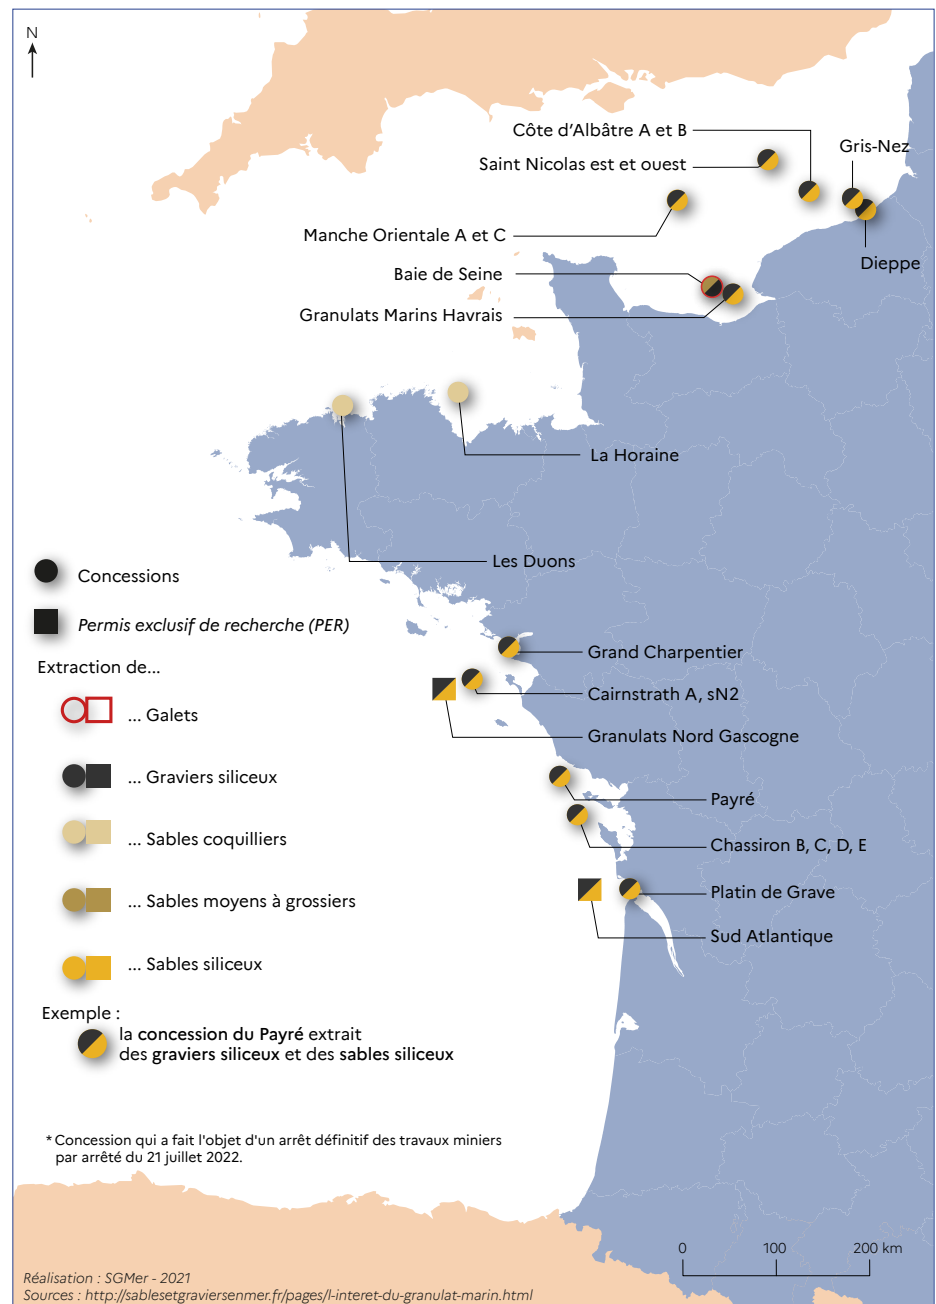 N
Côte d'Albâtre A et B
Gris-Nez
Saint Nicolas est et ouest
Manche Orientale A et C
Dieppe
Baie de Seine
Granulats Marins Havrais
La Horaine
Les Duons
Concessions
Permis exclusif de recherche (PER)
Grand Charpentier
Extraction de...
Cairnstrath A, sN2
... Galets
Granulats Nord Gascogne
... Graviers siliceux
Payré
... Sables coquilliers
Chassiron B, C, D, E
... Sables moyens à grossiers
Platin de Grave
Sud Atlantique
... Sables siliceux
Exemple :
la concession du Payré extrait
des graviers siliceux et des sables siliceux
* Concession qui a fait l'objet d'un arrêt définitif des travaux miniers
par arrêté du 21 juillet 2022.
0 100 200 km
Réalisation : SGMer - 2021
Sources : http://sablesetgraviersenmer.fr/pages/l-interet-du-granulat-marin.html